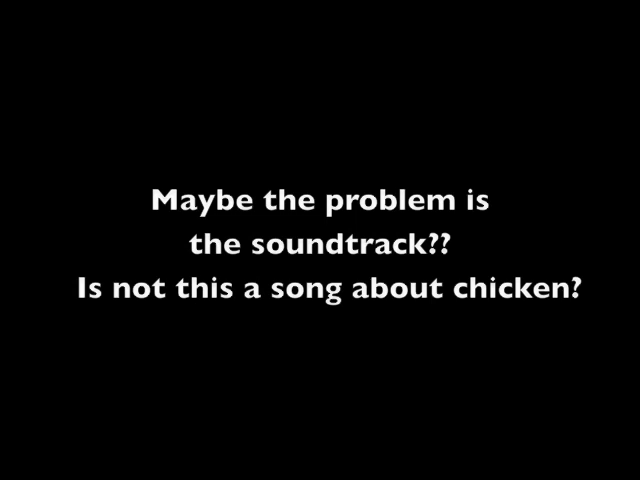 Maybe the problem is
the soundtrack??
Is not this a song about chicken?